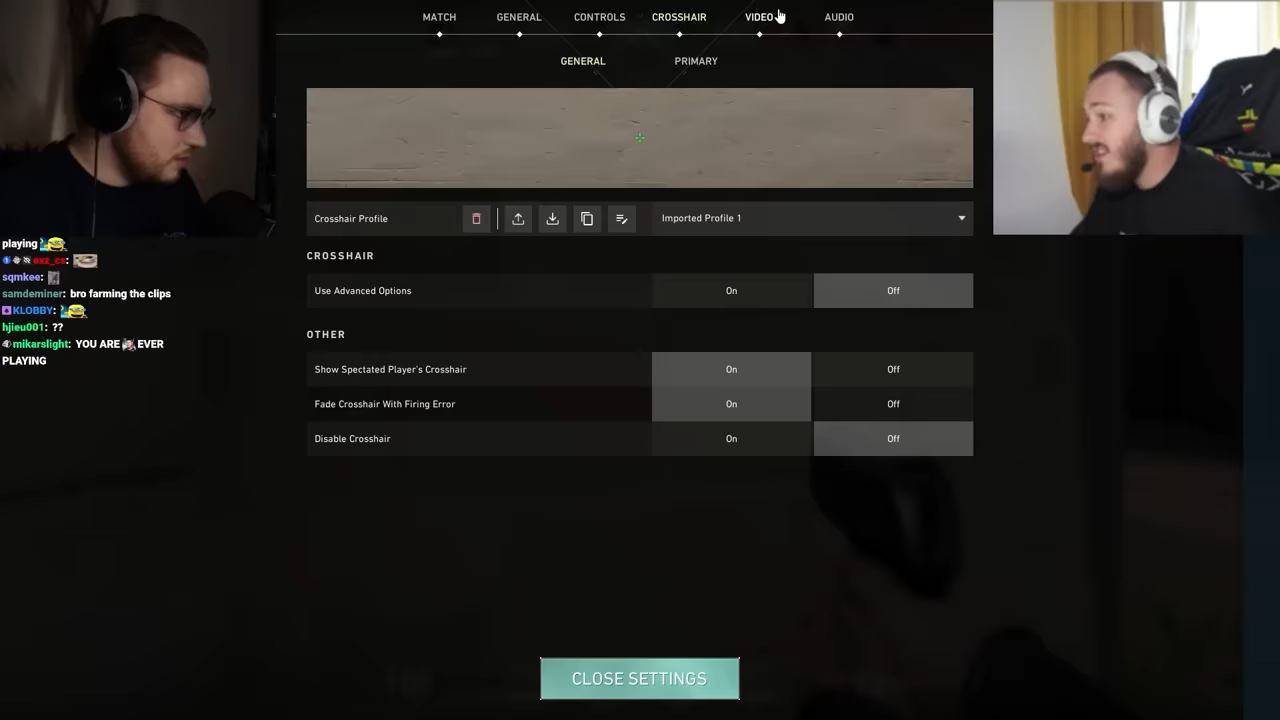 MATCH GENERAL CONTROLS CROSSHAIR VIDEO AUDIO
GENERAL PRIMARY
Crosshair Profile Imported Profile 1
CROSSHAIR
Use Advanced Options On Off
OTHER
Show Spectated Player's Crosshair On Off
Fade Crosshair With Firing Error On Off
Disable Crosshair On Off
CLOSE SETTINGS
playing
exz_cs:
sqmkee:
samdeminer: bro farming the clips
KLOBBY:
hjieu001: ??
mikarslight: YOU ARE EVER
PLAYING